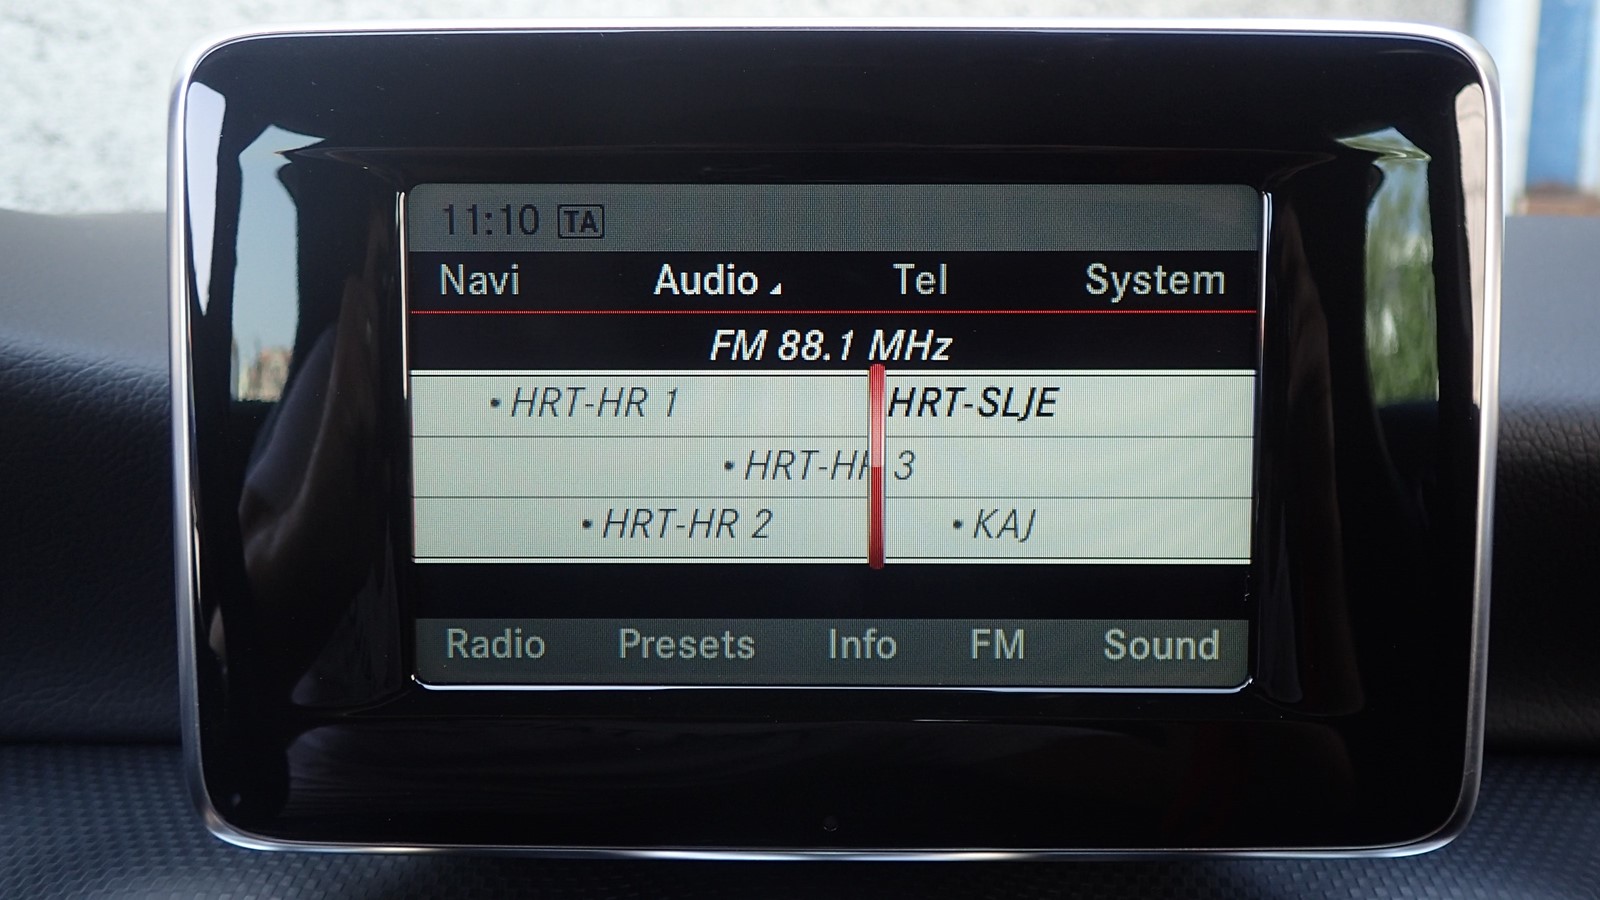 11:10 TA
Navi Audio Tel System
FM 88.1 MHz
• HRT-HR 1 HRT-SLJE
• HRT-HR 3
• HRT-HR 2 • KAJ
Radio Presets Info FM Sound